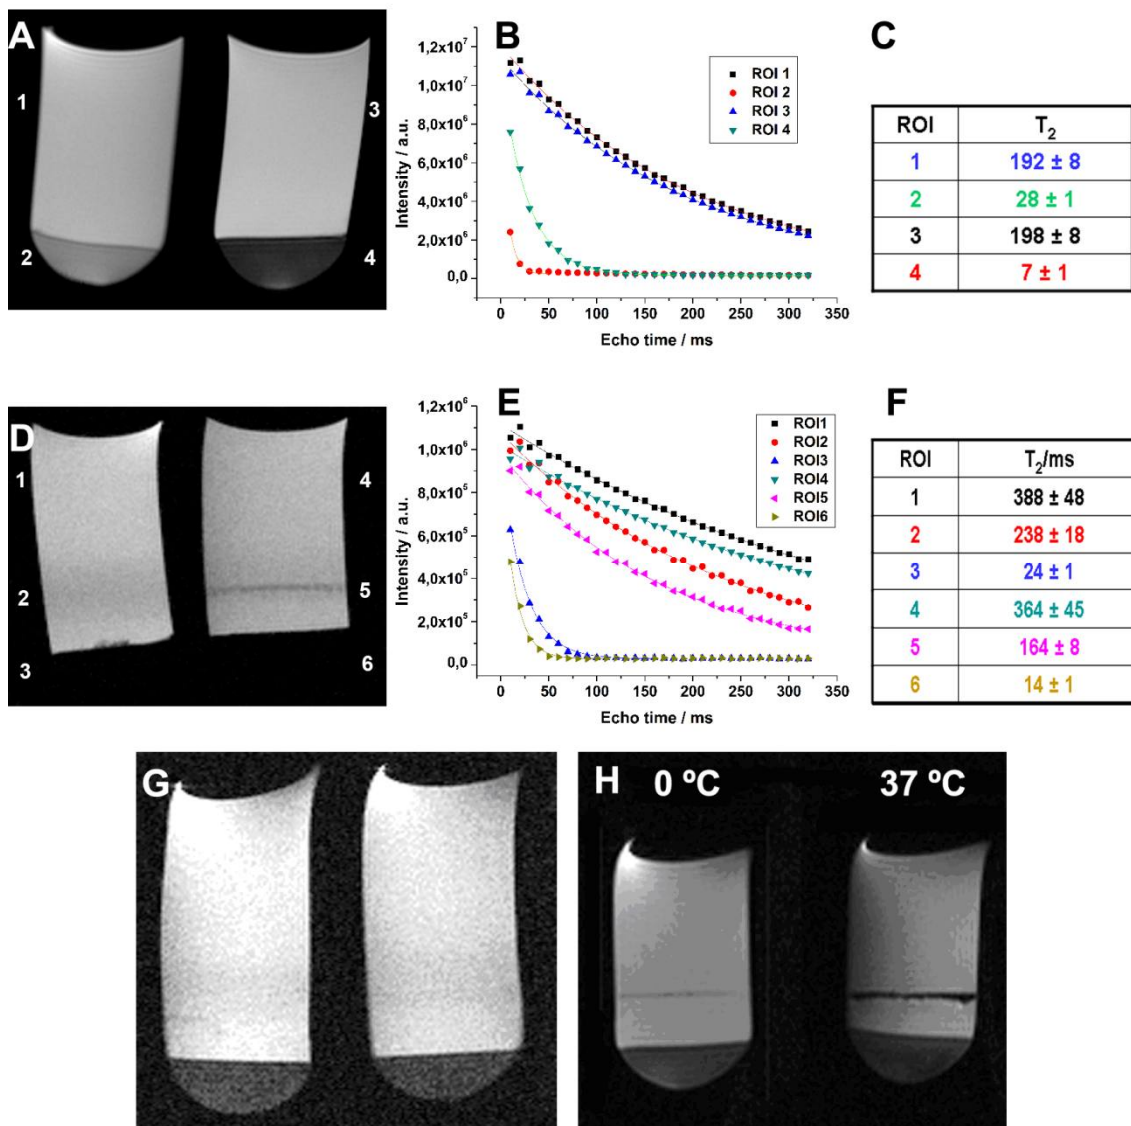 A
1
2
3
4
B
Intensity / a.u.
1,2x10⁷
1,0x10⁷
8,0x10⁶
6,0x10⁶
4,0x10⁶
2,0x10⁶
0,0
ROI 1
ROI 2
ROI 3
ROI 4
0 50 100 150 200 250 300 350
Echo time / ms
C
ROI T₂
1 192 ± 8
2 28 ± 1
3 198 ± 8
4 7 ± 1
D
1
2
3
4
5
6
E
Intensity / a.u.
1,2x10⁶
1,0x10⁶
8,0x10⁵
6,0x10⁵
4,0x10⁵
2,0x10⁵
0,0
ROI1
ROI2
ROI3
ROI4
ROI5
ROI6
0 50 100 150 200 250 300 350
Echo time / ms
F
ROI T₂/ms
1 388 ± 48
2 238 ± 18
3 24 ± 1
4 364 ± 45
5 164 ± 8
6 14 ± 1
G
H 0 ºC 37 ºC